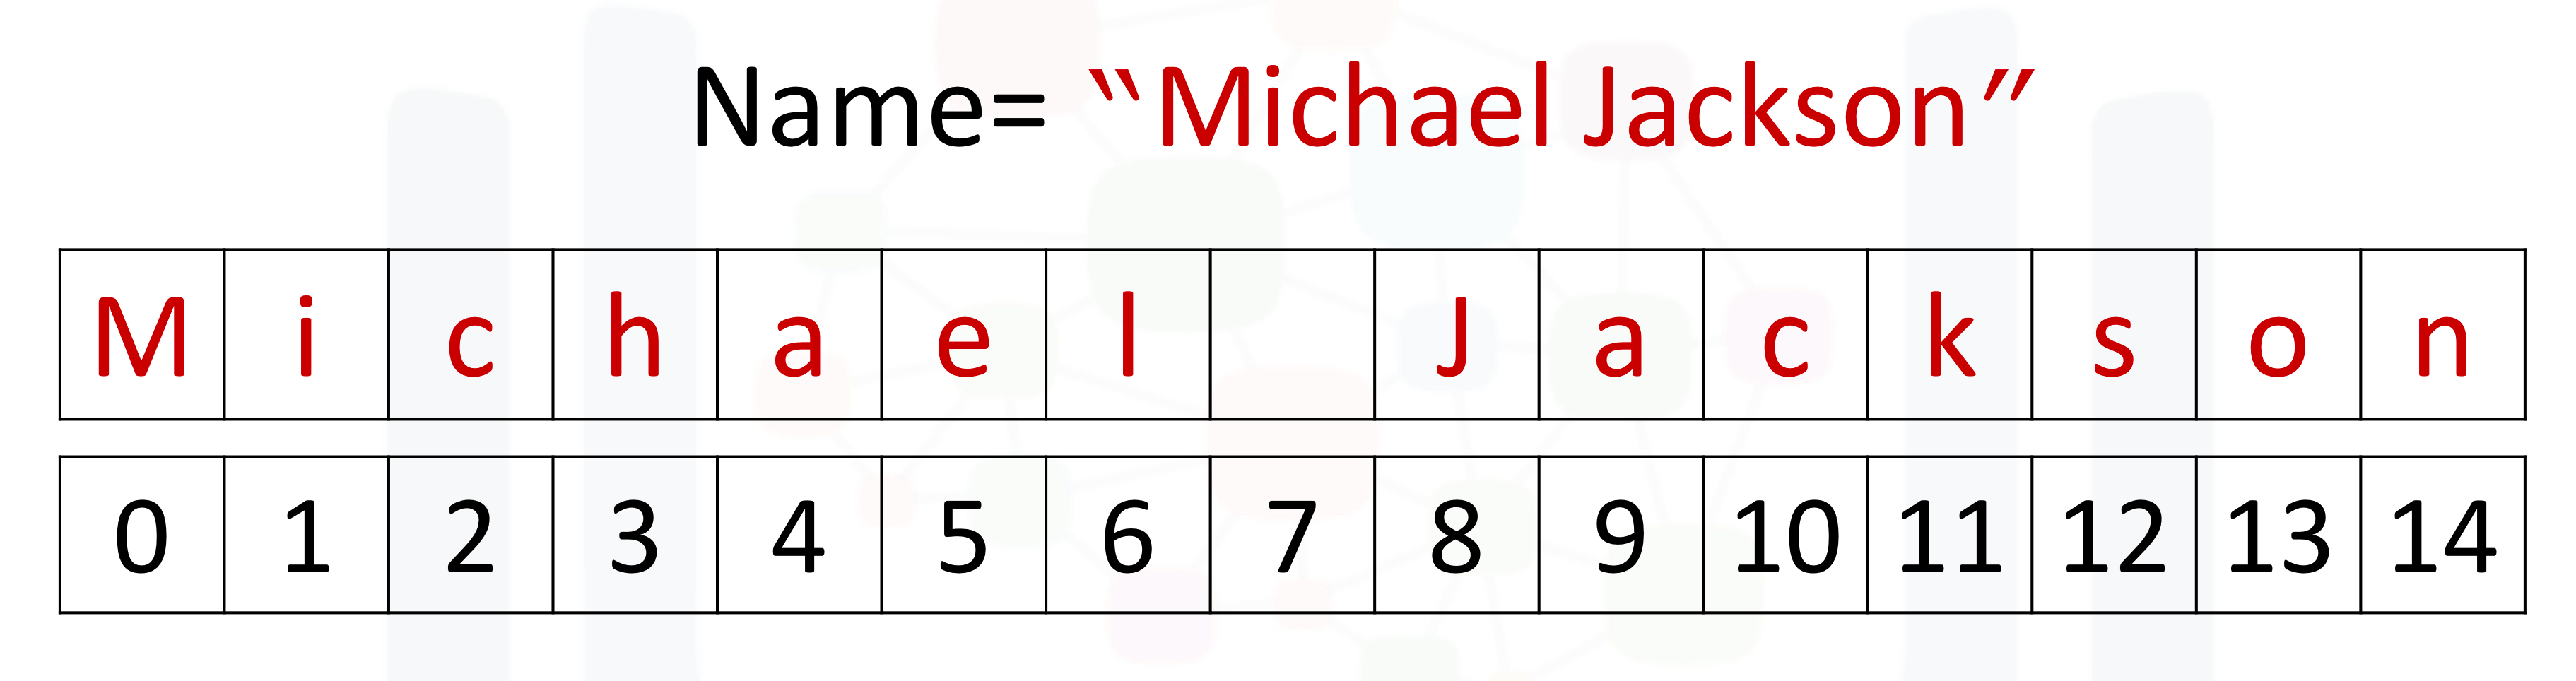 Name= “Michael Jackson”
M i c h a e l J a c k s o n
0 1 2 3 4 5 6 7 8 9 10 11 12 13 14